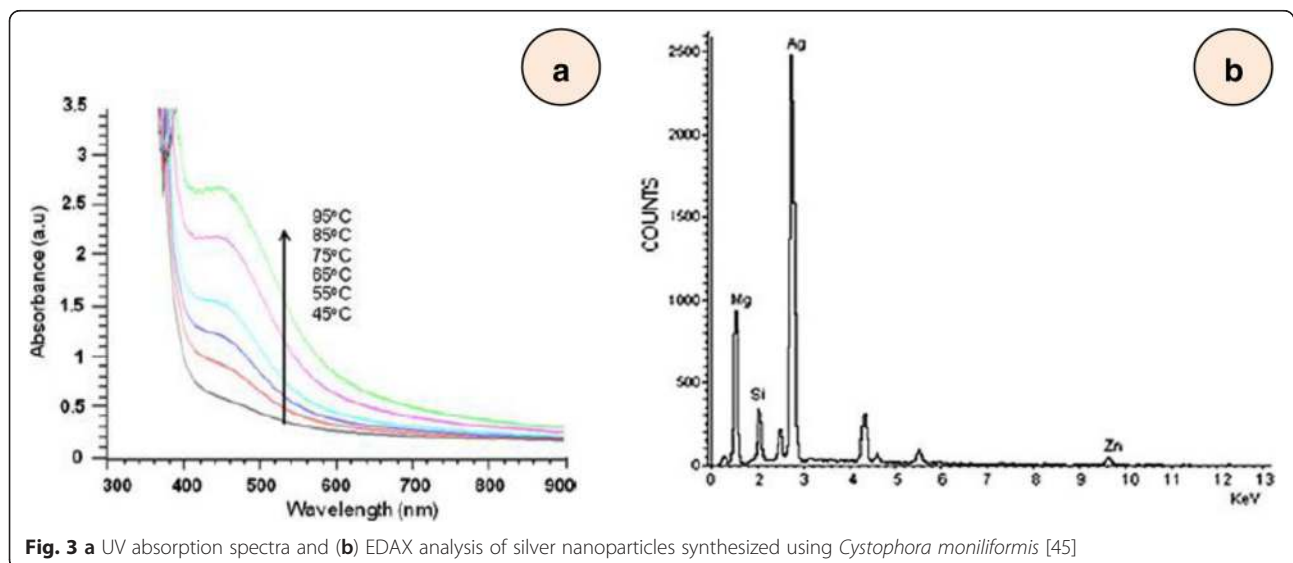 a
3.5
3
2.5
2
1.5
1
0.5
0
Absorbance (a.u)
95°C
85°C
75°C
65°C
55°C
45°C
300 400 500 600 700 800 900
Wavelength (nm)
b
2500
2000
1500
1000
500
0
COUNTS
Ag
Mg
Si
Zn
0 1 2 3 4 5 6 7 8 9 10 11 12 13
KeV
Fig. 3 a UV absorption spectra and (b) EDAX analysis of silver nanoparticles synthesized using Cystophora moniliformis [45]